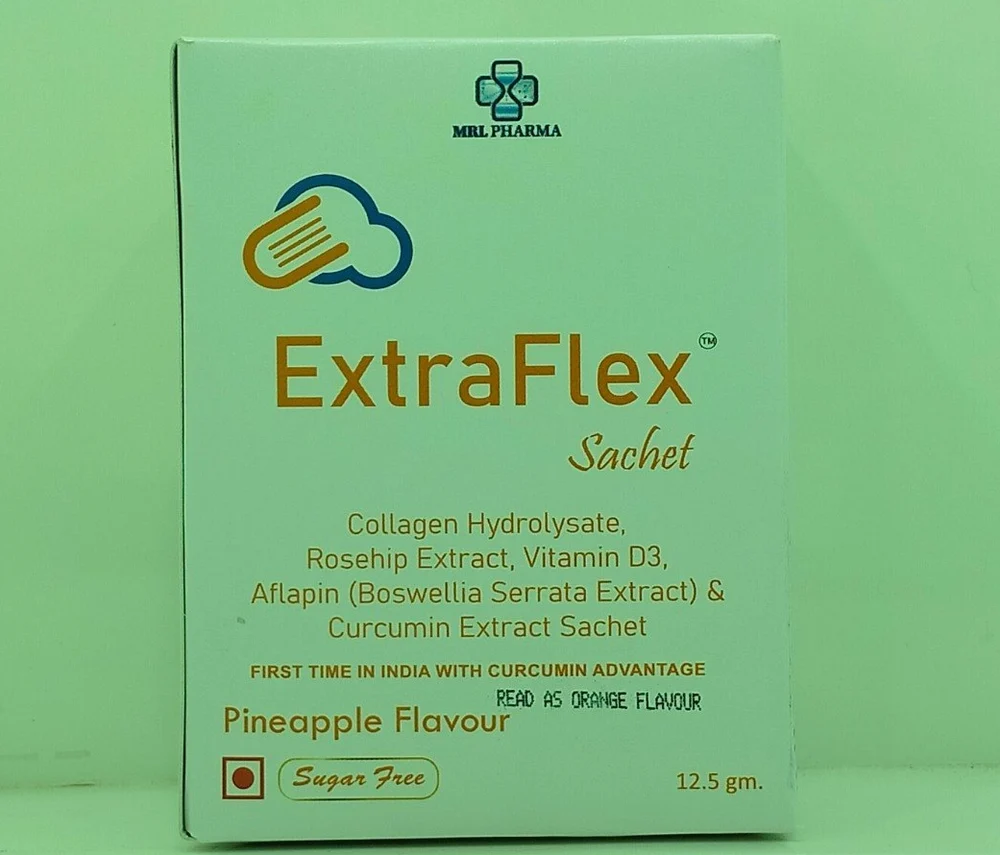 MRL PHARMA
ExtraFlex™
Sachet
Collagen Hydrolysate,
Rosehip Extract, Vitamin D3,
Aflapin (Boswellia Serrata Extract) &
Curcumin Extract Sachet
FIRST TIME IN INDIA WITH CURCUMIN ADVANTAGE
READ AS ORANGE FLAVOUR
Pineapple Flavour
Sugar Free
12.5 gm.